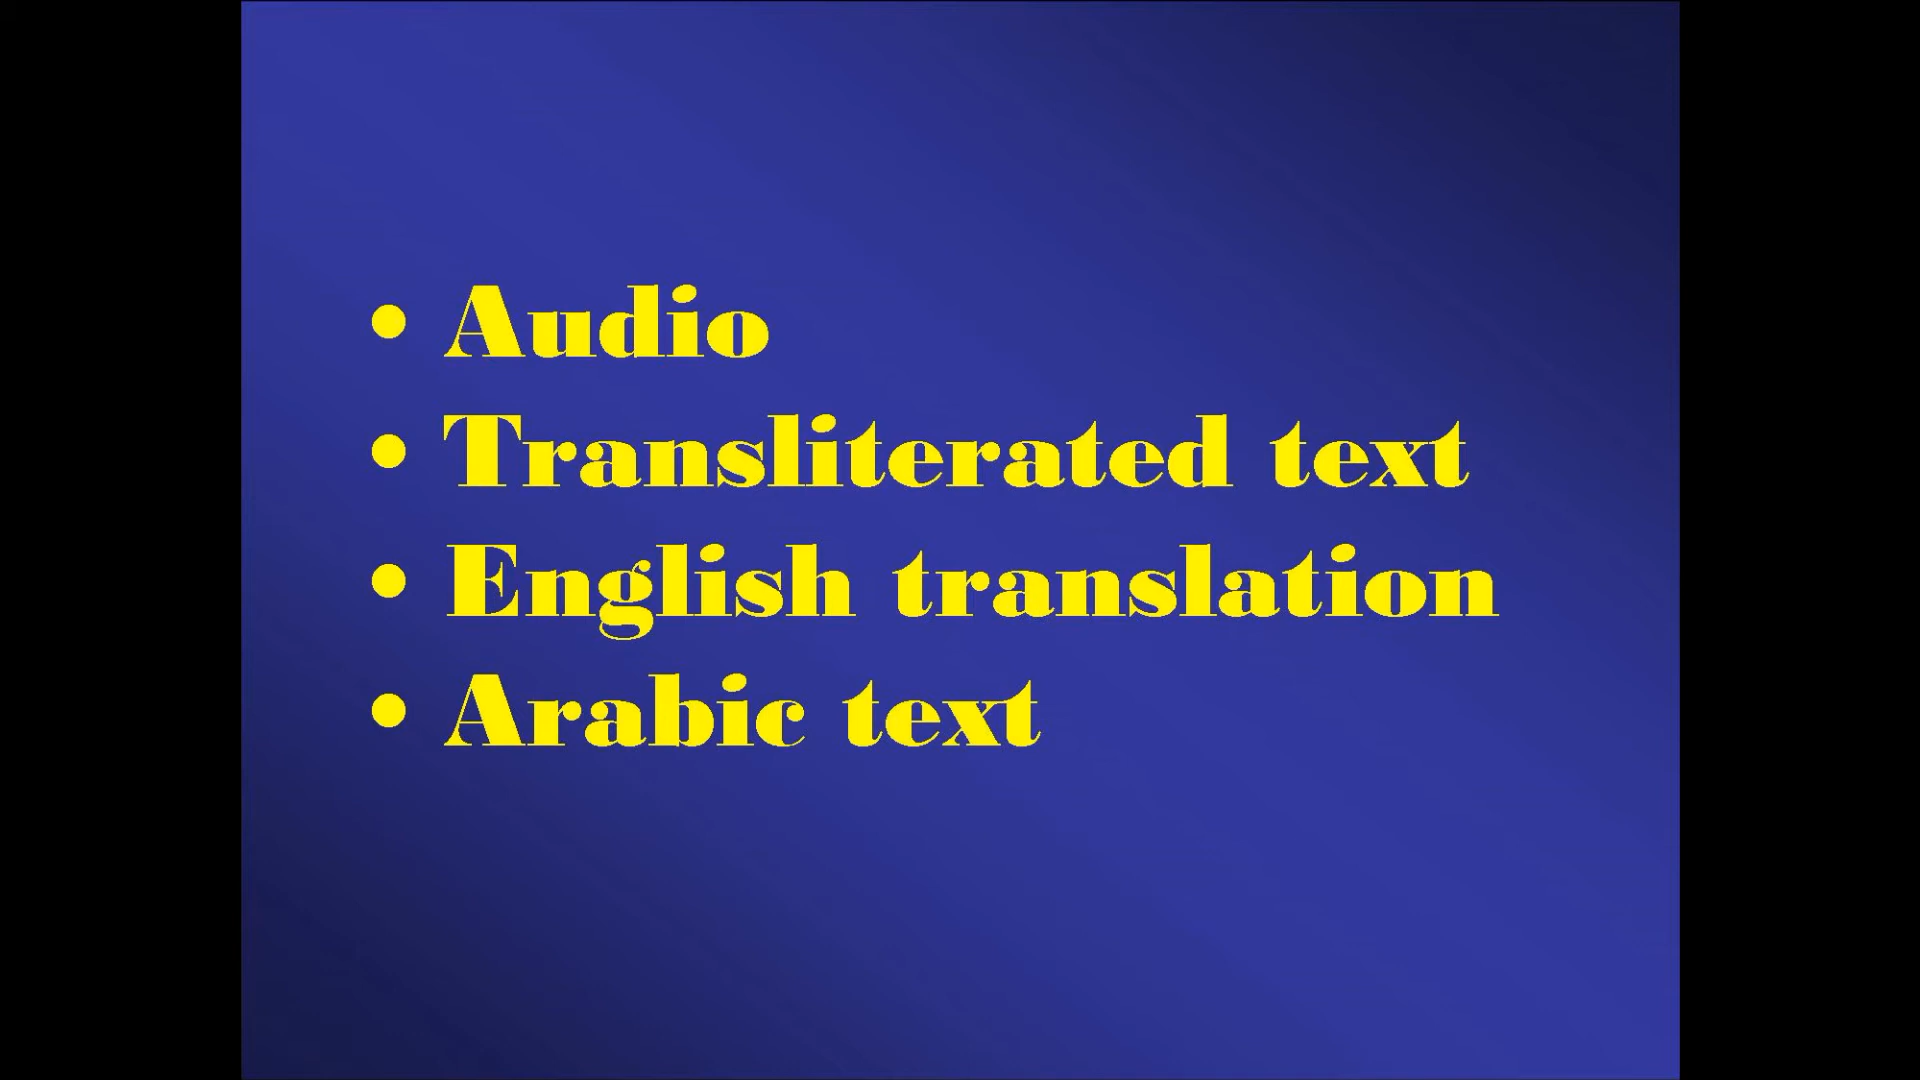 • Audio
• Transliterated text
• English translation
• Arabic text